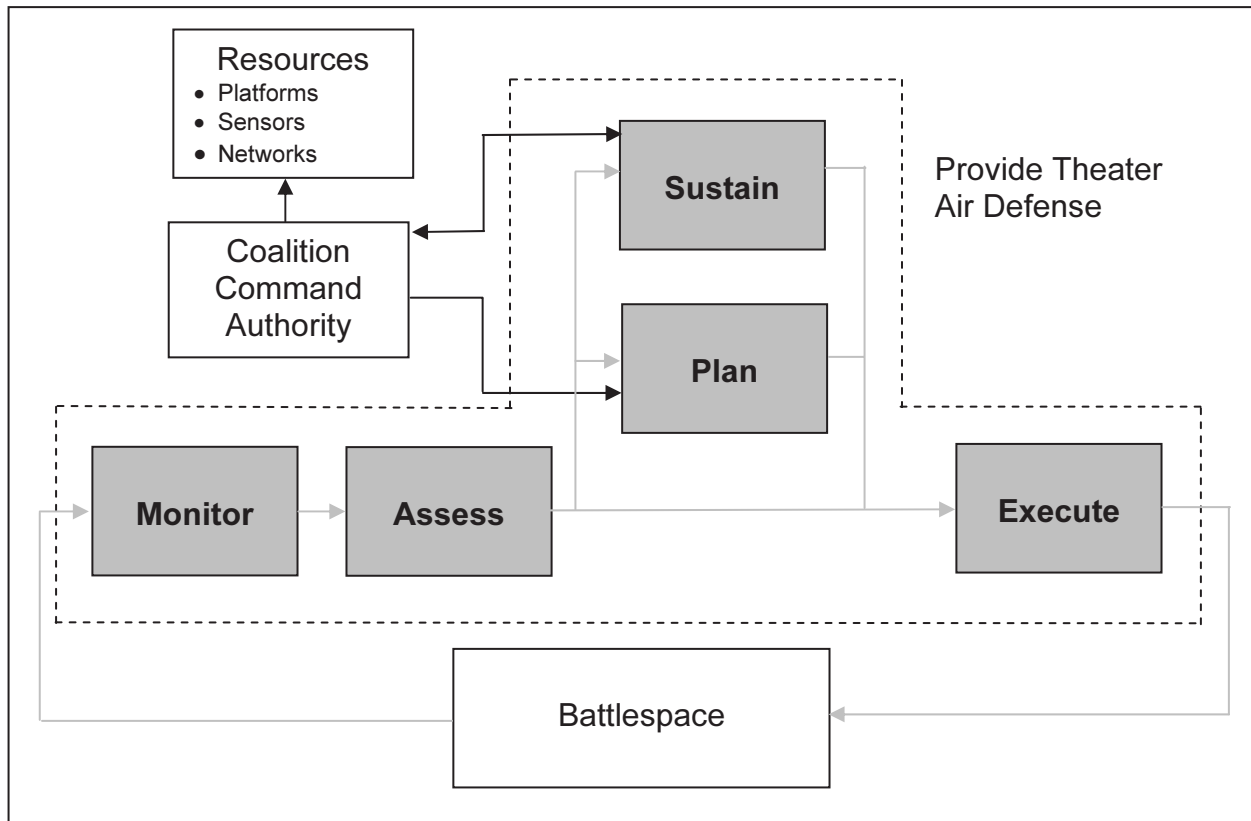 Resources
• Platforms
• Sensors
• Networks
Sustain
Provide Theater
Air Defense
Coalition
Command
Authority
Plan
Monitor
Assess
Execute
Battlespace